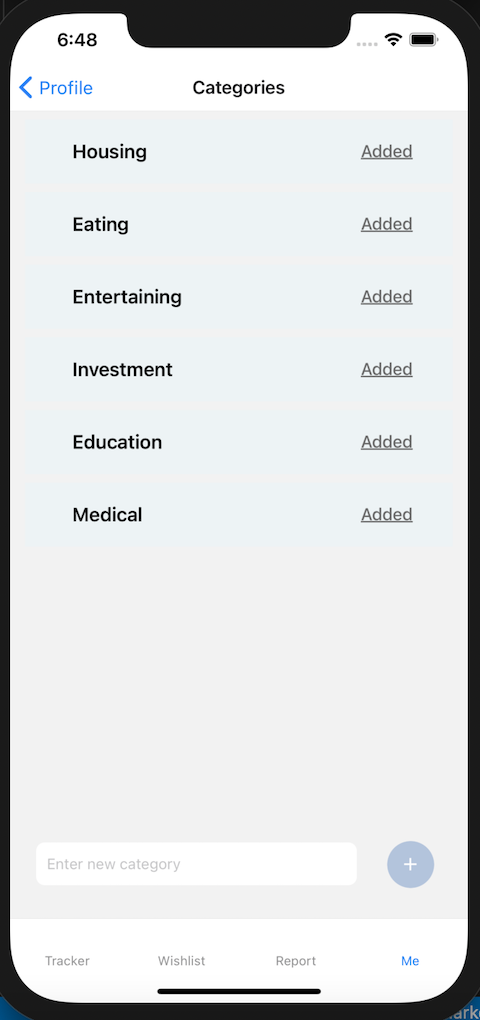 6:48
Profile
Categories
Housing Added
Eating Added
Entertaining Added
Investment Added
Education Added
Medical Added
Enter new category
+
Tracker Wishlist Report Me